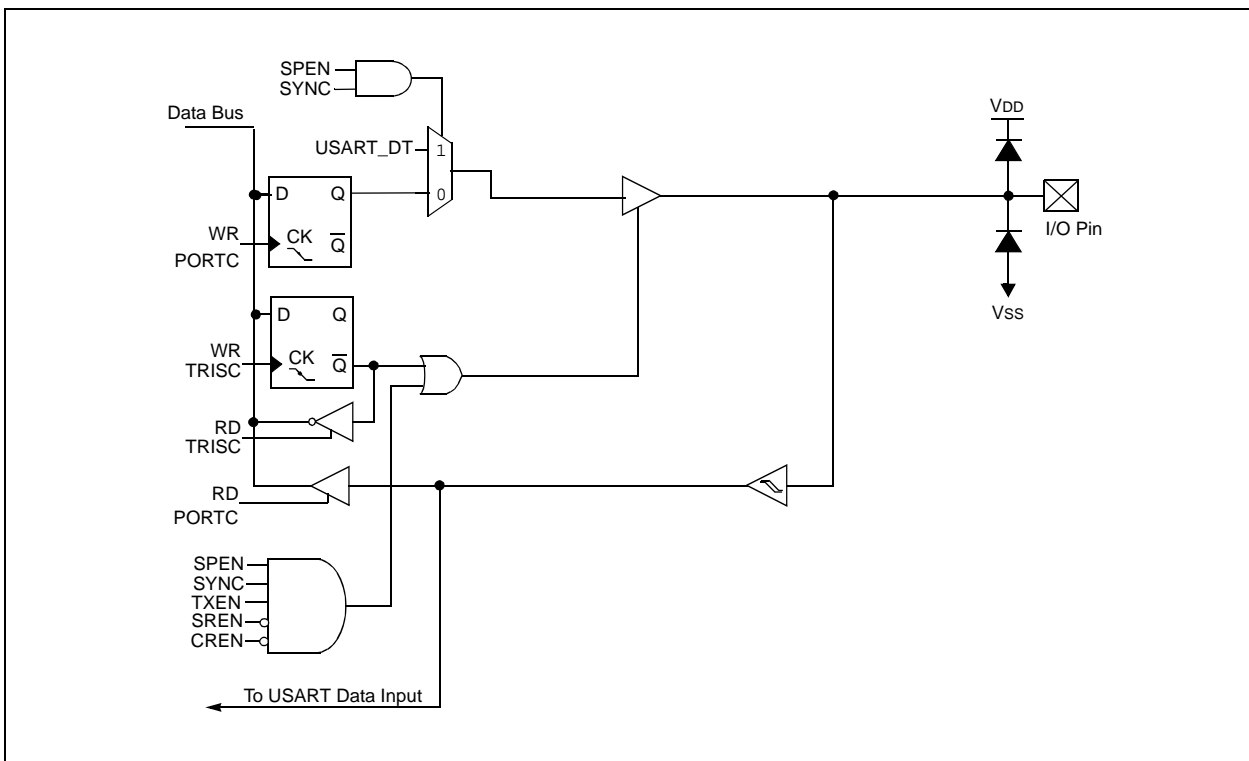 SPEN
SYNC
Data Bus
VDD
USART_DT
1
D
Q
0
WR
PORTC
CK
Q
I/O Pin
D
Q
VSS
WR
TRISC
CK
Q
RD
TRISC
RD
PORTC
SPEN
SYNC
TXEN
SREN
CREN
To USART Data Input